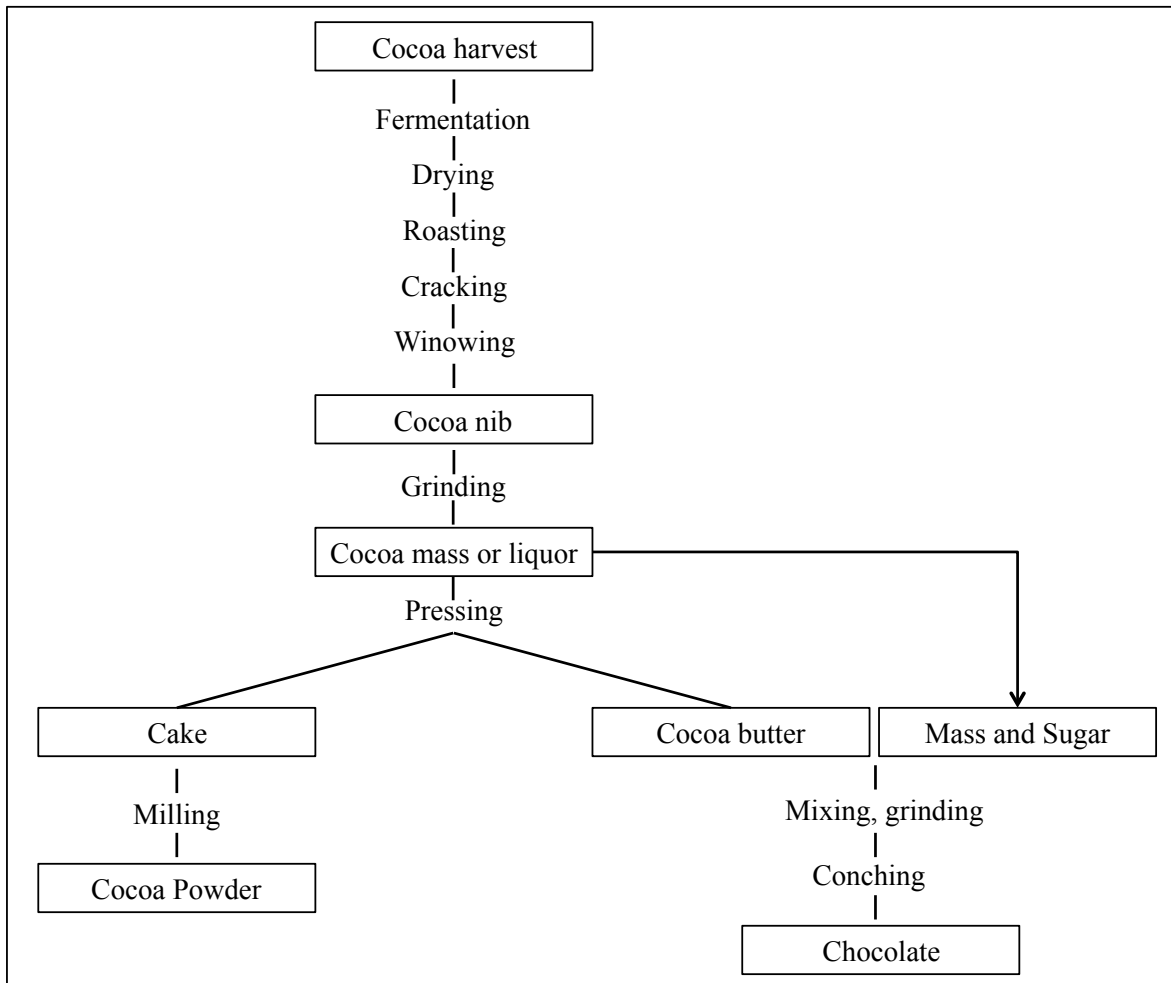 Cocoa harvest
Fermentation
Drying
Roasting
Cracking
Winowing
Cocoa nib
Grinding
Cocoa mass or liquor
Pressing
Cake
Cocoa butter
Mass and Sugar
Milling
Mixing, grinding
Cocoa Powder
Conching
Chocolate